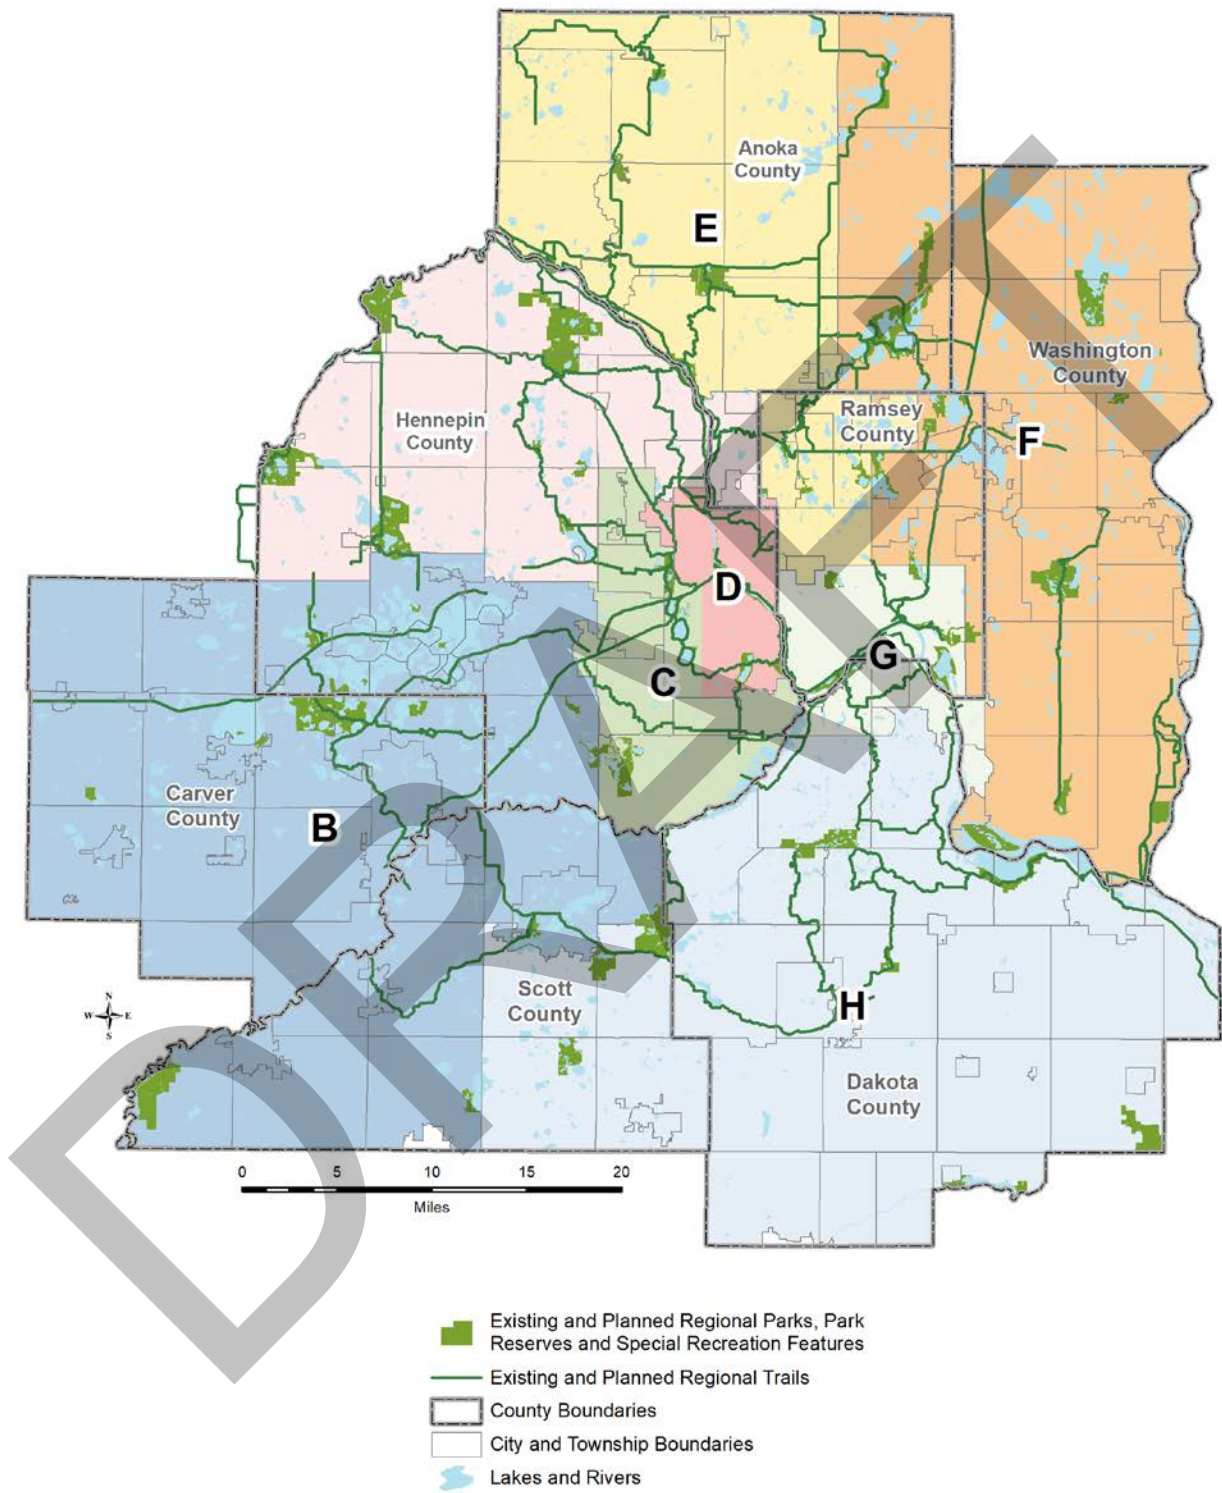 Anoka
County
E
Washington
County
Ramsey
County
Hennepin
County
F
D
G
C
Carver
County
B
Scott
County
H
Dakota
County
N
W E
S
0 5 10 15 20
Miles
DRAFT
Existing and Planned Regional Parks, Park
Reserves and Special Recreation Features
Existing and Planned Regional Trails
County Boundaries
City and Township Boundaries
Lakes and Rivers